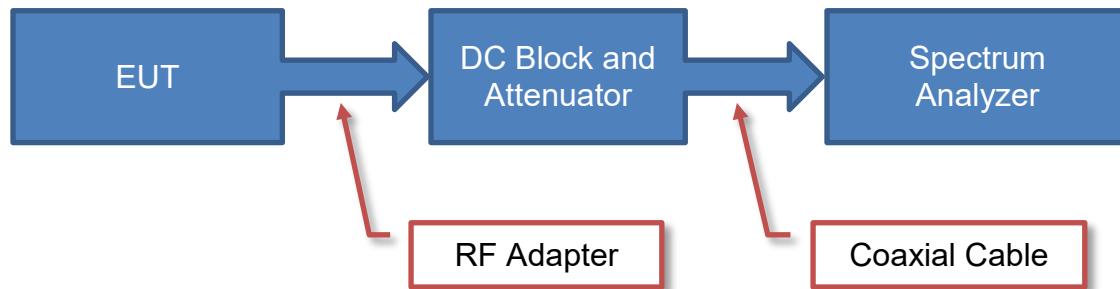 EUT
DC Block and
Attenuator
Spectrum
Analyzer
RF Adapter
Coaxial Cable